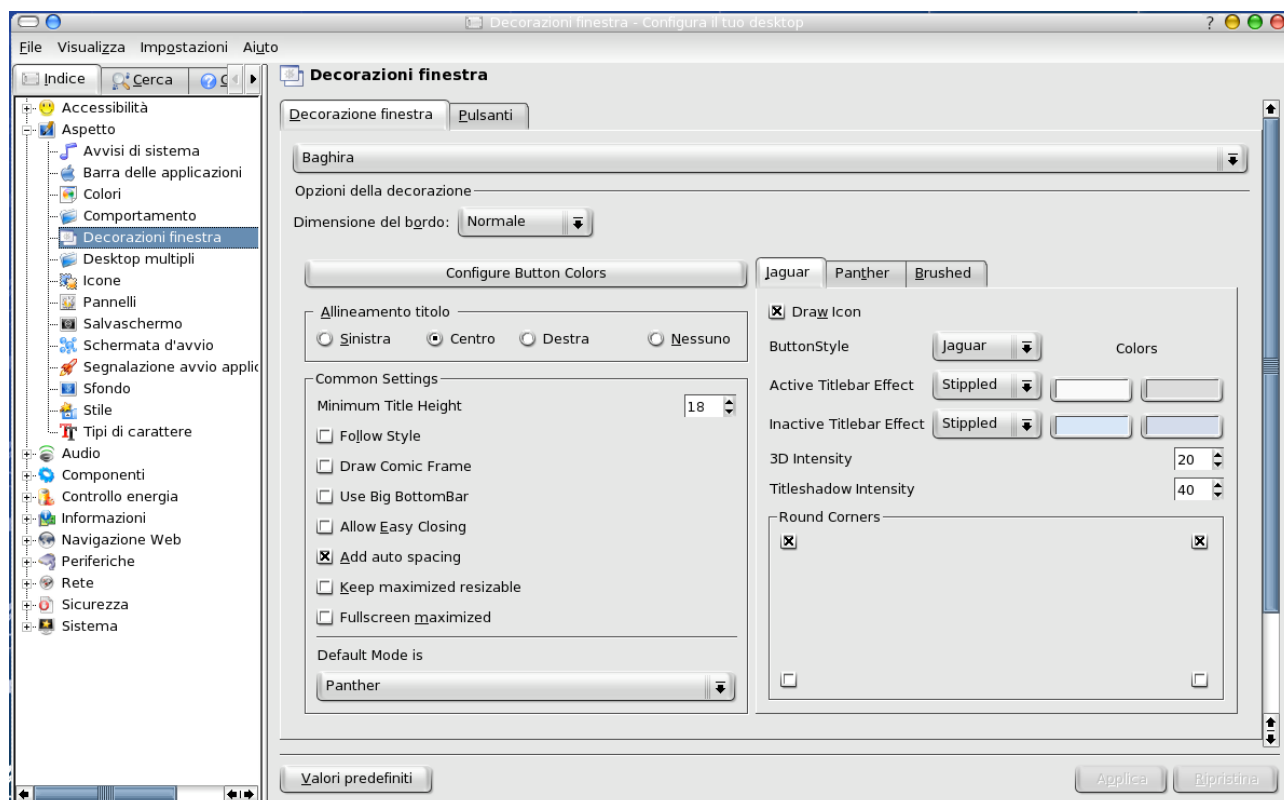 Decorazioni finestra - Configura il tuo desktop
?
File Visualizza Impostazioni Aiuto
Indice Cerca
Accessibilità
Aspetto
Avvisi di sistema
Barra delle applicazioni
Colori
Comportamento
Decorazioni finestra
Desktop multipli
Icone
Pannelli
Salvaschermo
Schermata d'avvio
Segnalazione avvio applic
Sfondo
Stile
Tipi di carattere
Audio
Componenti
Controllo energia
Informazioni
Navigazione Web
Periferiche
Rete
Sicurezza
Sistema
Decorazioni finestra
Decorazione finestra Pulsanti
Baghira
Opzioni della decorazione
Dimensione del bordo: Normale
Configure Button Colors
Allineamento titolo
Sinistra Centro Destra Nessuno
Common Settings
Minimum Title Height 18
Follow Style
Draw Comic Frame
Use Big BottomBar
Allow Easy Closing
Add auto spacing
Keep maximized resizable
Fullscreen maximized
Default Mode is
Panther
Jaguar Panther Brushed
Draw Icon
ButtonStyle Jaguar Colors
Active Titlebar Effect Stippled
Inactive Titlebar Effect Stippled
3D Intensity 20
Titleshadow Intensity 40
Round Corners
Valori predefiniti Applica Ripristina